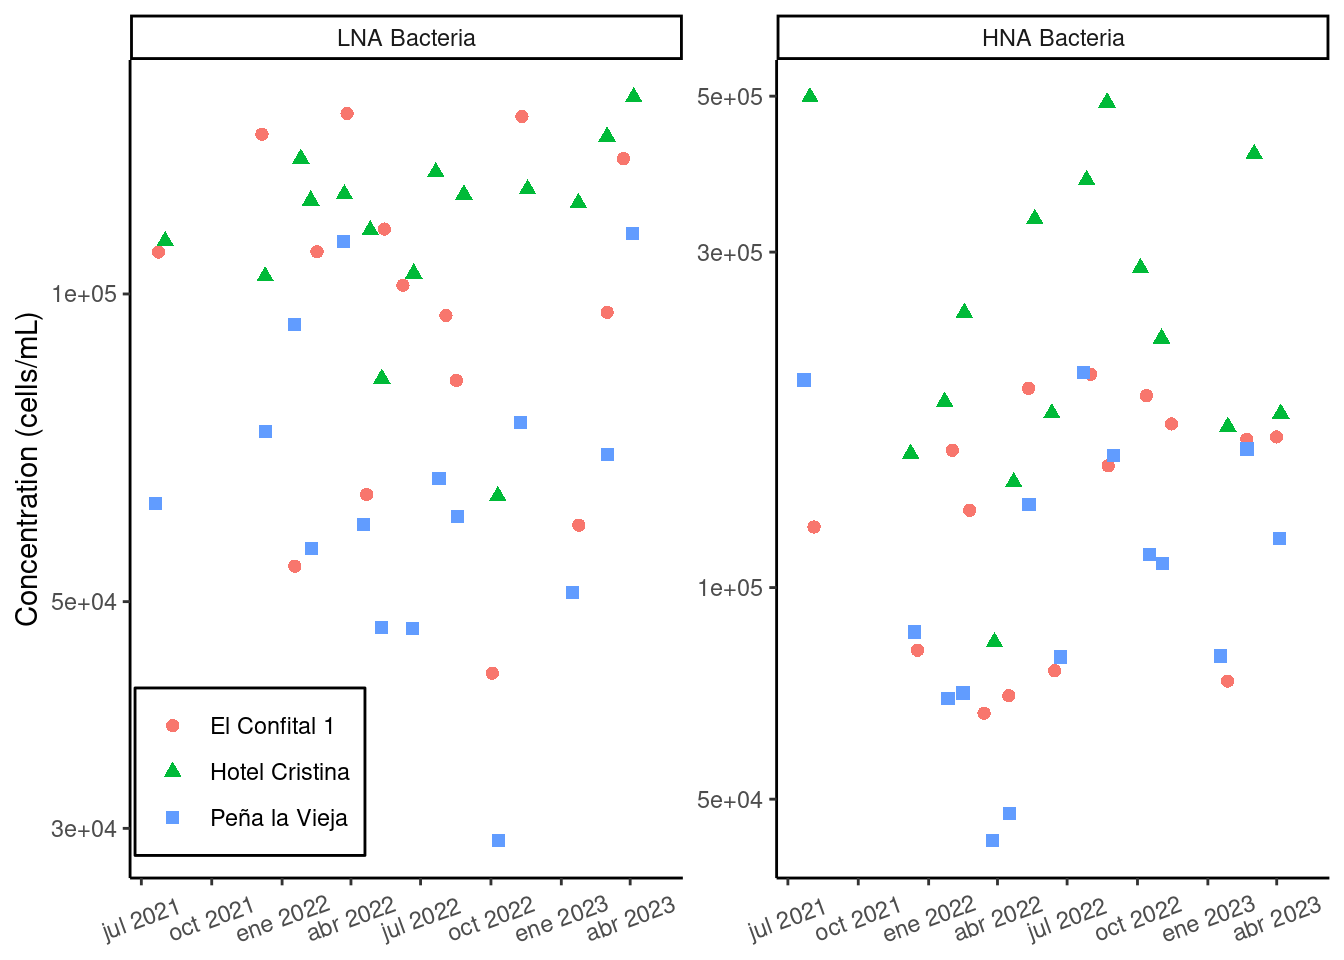 LNA Bacteria
HNA Bacteria
Concentration (cells/mL)
1e+05
5e+04
3e+04
El Confital 1
Hotel Cristina
Peña la Vieja
jul 2021
oct 2021
ene 2022
abr 2022
jul 2022
oct 2022
ene 2023
abr 2023
5e+05
3e+05
1e+05
5e+04
jul 2021
oct 2021
ene 2022
abr 2022
jul 2022
oct 2022
ene 2023
abr 2023